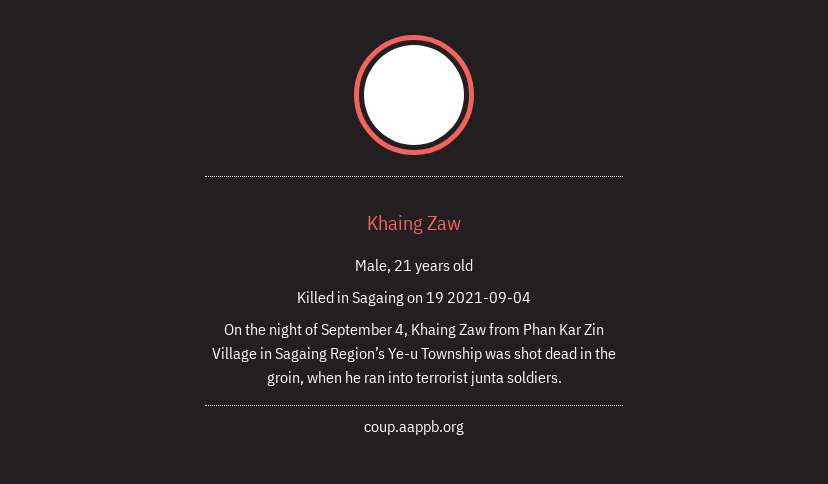 Khaing Zaw
Male, 21 years old
Killed in Sagaing on 19 2021-09-04
On the night of September 4, Khaing Zaw from Phan Kar Zin
Village in Sagaing Region’s Ye-u Township was shot dead in the
groin, when he ran into terrorist junta soldiers.
coup.aappb.org